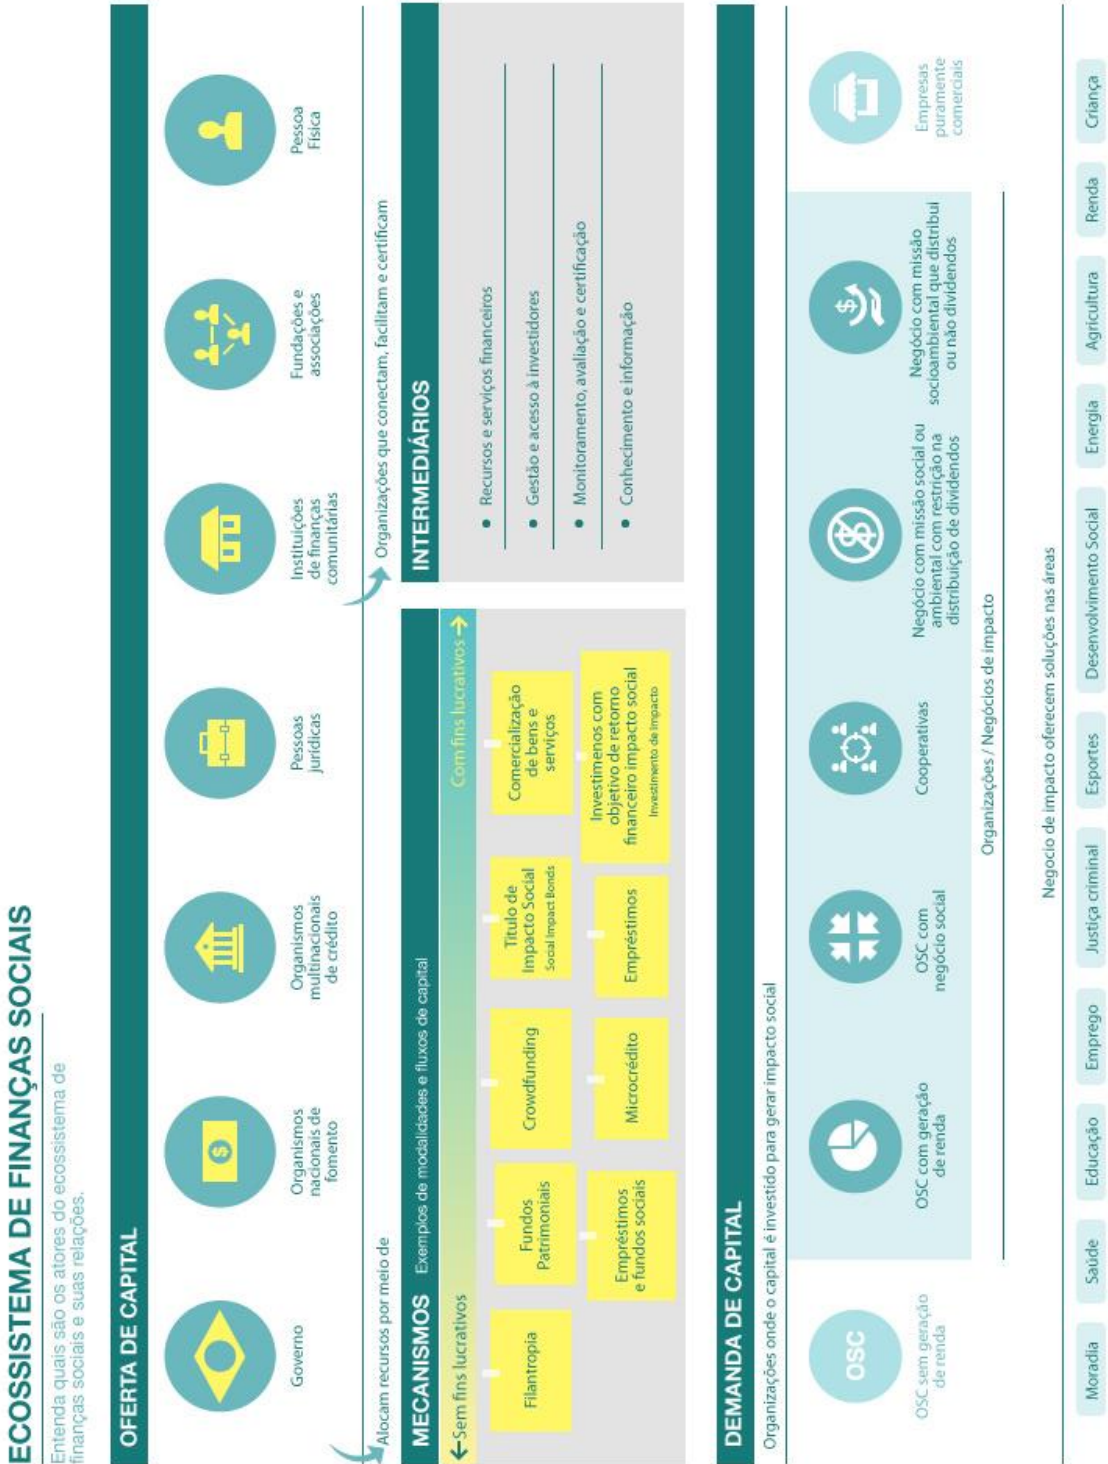 ECOSSISTEMA DE FINANÇAS SOCIAIS
Entenda quais são os atores do ecossistema de
finanças sociais e suas relações.
OFERTA DE CAPITAL
Governo
Organismos
nacionais de
fomento
Organismos
multinacionais
de crédito
Pessoas
jurídicas
Instituições
de finanças
comunitárias
Fundações e
associações
Pessoa
Física
Alocam recursos por meio de
Organizações que conectam, facilitam e certificam
MECANISMOS Exemplos de modalidades e fluxos de capital
←Sem fins lucrativos
Com fins lucrativos→
Filantropia
Fundos
Patrimoniais
Crowdfunding
Titulo de
Impacto Social
Social Impact Bonds
Comercialização
de bens e
serviços
Empréstimos
e fundos sociais
Microcrédito
Empréstimos
Investimenos com
objetivo de retorno
financeiro impacto social
Investimento de Impacto
INTERMEDIÁRIOS
• Recursos e serviços financeiros
• Gestão e acesso à investidores
• Monitoramento, avaliação e certificação
• Conhecimento e informação
DEMANDA DE CAPITAL
Organizações onde o capital é investido para gerar impacto social
OSC
OSC sem geração
de renda
OSC com geração
de renda
OSC com
negócio social
Cooperativas
Negócio com missão social ou
ambiental com restrição na
distribuição de dividendos
Negócio com missão
socioambiental que distribui
ou não dividendos
Empresas
puramente
comerciais
Organizações / Negócios de impacto
Negocio de impacto oferecem soluções nas áreas
Moradia
Saúde
Educação
Emprego
Justiça criminal
Esportes
Desenvolvimento Social
Energia
Agricultura
Renda
Criança